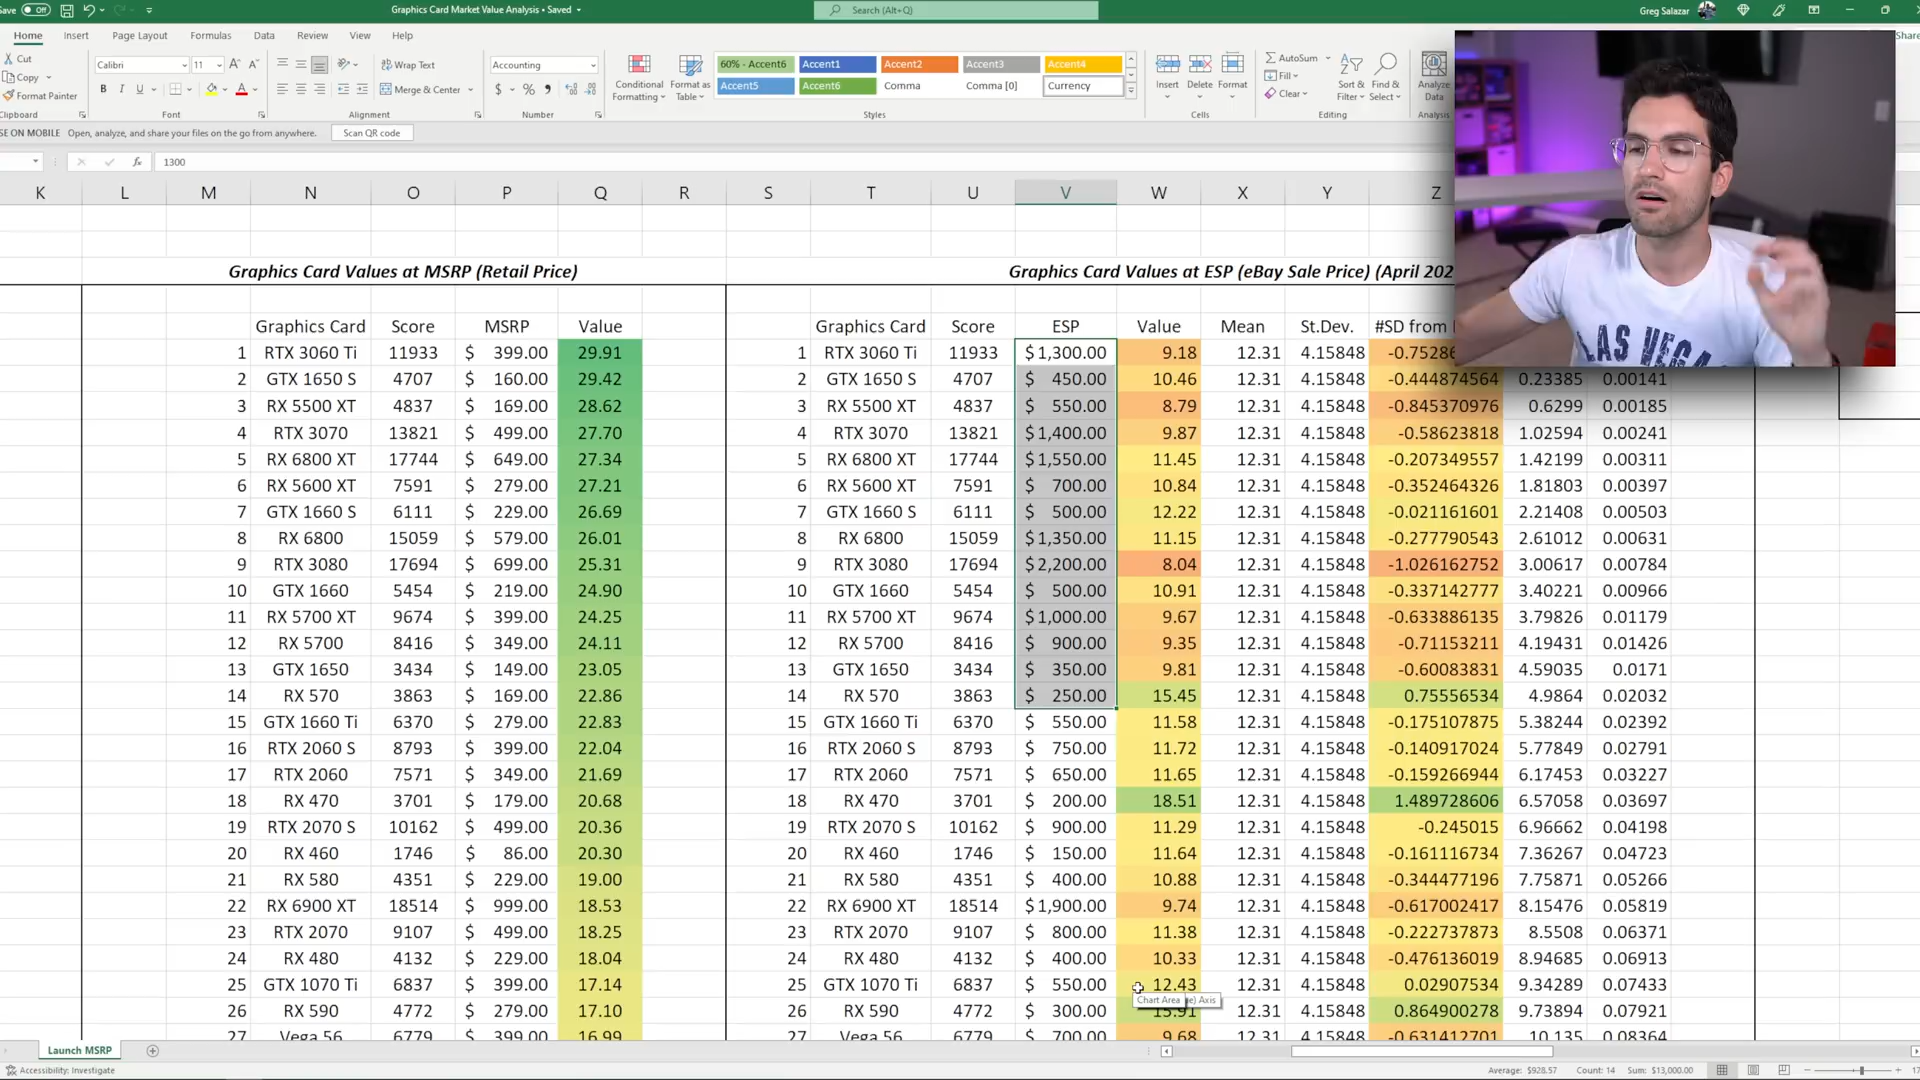 Save Off Graphics Card Market Value Analysis • Saved Search (Alt+Q) Greg Salazar
Home Insert Page Layout Formulas Data Review View Help Share
Cut Calibri 11 Wrap Text Accounting Conditional Format as 60% - Accent6 Accent1 Accent2 Accent3 Accent4 Insert Delete Format AutoSum Sort & Find & Analyze
Copy Formatting Table Accent5 Accent6 Comma Comma [0] Currency Fill Filter Select Data
Format Painter B I U Merge & Center $ % Clear
Clipboard Font Alignment Number Styles Cells Editing Analysis
SE ON MOBILE Open, analyze, and share your files on the go from anywhere. Scan QR code
fx 1300
K L M N O P Q R S T U V W X Y Z
Graphics Card Values at MSRP (Retail Price) Graphics Card Values at ESP (eBay Sale Price) (April 202
Graphics Card Score MSRP Value Graphics Card Score ESP Value Mean St.Dev. #SD from
1 RTX 3060 Ti 11933 $ 399.00 29.91 1 RTX 3060 Ti 11933 $ 1,300.00 9.18 12.31 4.15848 -0.75286
2 GTX 1650 S 4707 $ 160.00 29.42 2 GTX 1650 S 4707 $ 450.00 10.46 12.31 4.15848 -0.444874564 0.23385 0.00141
3 RX 5500 XT 4837 $ 169.00 28.62 3 RX 5500 XT 4837 $ 550.00 8.79 12.31 4.15848 -0.845370976 0.6299 0.00185
4 RTX 3070 13821 $ 499.00 27.70 4 RTX 3070 13821 $ 1,400.00 9.87 12.31 4.15848 -0.58623818 1.02594 0.00241
5 RX 6800 XT 17744 $ 649.00 27.34 5 RX 6800 XT 17744 $ 1,550.00 11.45 12.31 4.15848 -0.207349557 1.42199 0.00311
6 RX 5600 XT 7591 $ 279.00 27.21 6 RX 5600 XT 7591 $ 700.00 10.84 12.31 4.15848 -0.352464326 1.81803 0.00397
7 GTX 1660 S 6111 $ 229.00 26.69 7 GTX 1660 S 6111 $ 500.00 12.22 12.31 4.15848 -0.021161601 2.21408 0.00503
8 RX 6800 15059 $ 579.00 26.01 8 RX 6800 15059 $ 1,350.00 11.15 12.31 4.15848 -0.277790543 2.61012 0.00631
9 RTX 3080 17694 $ 699.00 25.31 9 RTX 3080 17694 $ 2,200.00 8.04 12.31 4.15848 -1.026162752 3.00617 0.00784
10 GTX 1660 5454 $ 219.00 24.90 10 GTX 1660 5454 $ 500.00 10.91 12.31 4.15848 -0.337142777 3.40221 0.00966
11 RX 5700 XT 9674 $ 399.00 24.25 11 RX 5700 XT 9674 $ 1,000.00 9.67 12.31 4.15848 -0.633886135 3.79826 0.01179
12 RX 5700 8416 $ 349.00 24.11 12 RX 5700 8416 $ 900.00 9.35 12.31 4.15848 -0.71153211 4.19431 0.01426
13 GTX 1650 3434 $ 149.00 23.05 13 GTX 1650 3434 $ 350.00 9.81 12.31 4.15848 -0.60083831 4.59035 0.0171
14 RX 570 3863 $ 169.00 22.86 14 RX 570 3863 $ 250.00 15.45 12.31 4.15848 0.75556534 4.9864 0.02032
15 GTX 1660 Ti 6370 $ 279.00 22.83 15 GTX 1660 Ti 6370 $ 550.00 11.58 12.31 4.15848 -0.175107875 5.38244 0.02392
16 RTX 2060 S 8793 $ 399.00 22.04 16 RTX 2060 S 8793 $ 750.00 11.72 12.31 4.15848 -0.140917024 5.77849 0.02791
17 RTX 2060 7571 $ 349.00 21.69 17 RTX 2060 7571 $ 650.00 11.65 12.31 4.15848 -0.159266944 6.17453 0.03227
18 RX 470 3701 $ 179.00 20.68 18 RX 470 3701 $ 200.00 18.51 12.31 4.15848 1.489728606 6.57058 0.03697
19 RTX 2070 S 10162 $ 499.00 20.36 19 RTX 2070 S 10162 $ 900.00 11.29 12.31 4.15848 -0.245015 6.96662 0.04198
20 RX 460 1746 $ 86.00 20.30 20 RX 460 1746 $ 150.00 11.64 12.31 4.15848 -0.161116734 7.36267 0.04723
21 RX 580 4351 $ 229.00 19.00 21 RX 580 4351 $ 400.00 10.88 12.31 4.15848 -0.344477196 7.75871 0.05266
22 RX 6900 XT 18514 $ 999.00 18.53 22 RX 6900 XT 18514 $ 1,900.00 9.74 12.31 4.15848 -0.617002417 8.15476 0.05819
23 RTX 2070 9107 $ 499.00 18.25 23 RTX 2070 9107 $ 800.00 11.38 12.31 4.15848 -0.222737873 8.5508 0.06371
24 RX 480 4132 $ 229.00 18.04 24 RX 480 4132 $ 400.00 10.33 12.31 4.15848 -0.476136019 8.94685 0.06913
25 GTX 1070 Ti 6837 $ 399.00 17.14 25 GTX 1070 Ti 6837 $ 550.00 12.43 12.31 4.15848 0.02907534 9.34289 0.07433
Chart Area e) Axis
26 RX 590 4772 $ 279.00 17.10 26 RX 590 4772 $ 300.00 15.91 12.31 4.15848 0.864900278 9.73894 0.07921
27 Vega 56 6779 $ 399.00 16.99 27 Vega 56 6779 $ 700.00 9.68 12.31 4.15848 -0.631412701 10.135 0.08364
LAS VEGA
Launch MSRP
Accessibility: Investigate Average: $928.57 Count: 14 Sum: $13,000.00